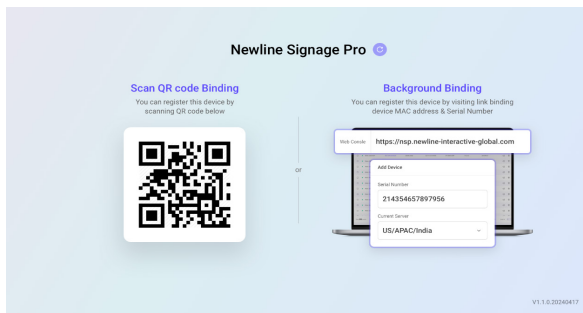 Newline Signage Pro
Scan QR code Binding
You can register this device by
scanning QR code below
or
Background Binding
You can register this device by visiting link binding
device MAC address & Serial Number
Web Console
https://nsp.newline-interactive-global.com
Add Device
Serial Number
214354657897956
Current Server
US/APAC/India
V1.1.0.20240417